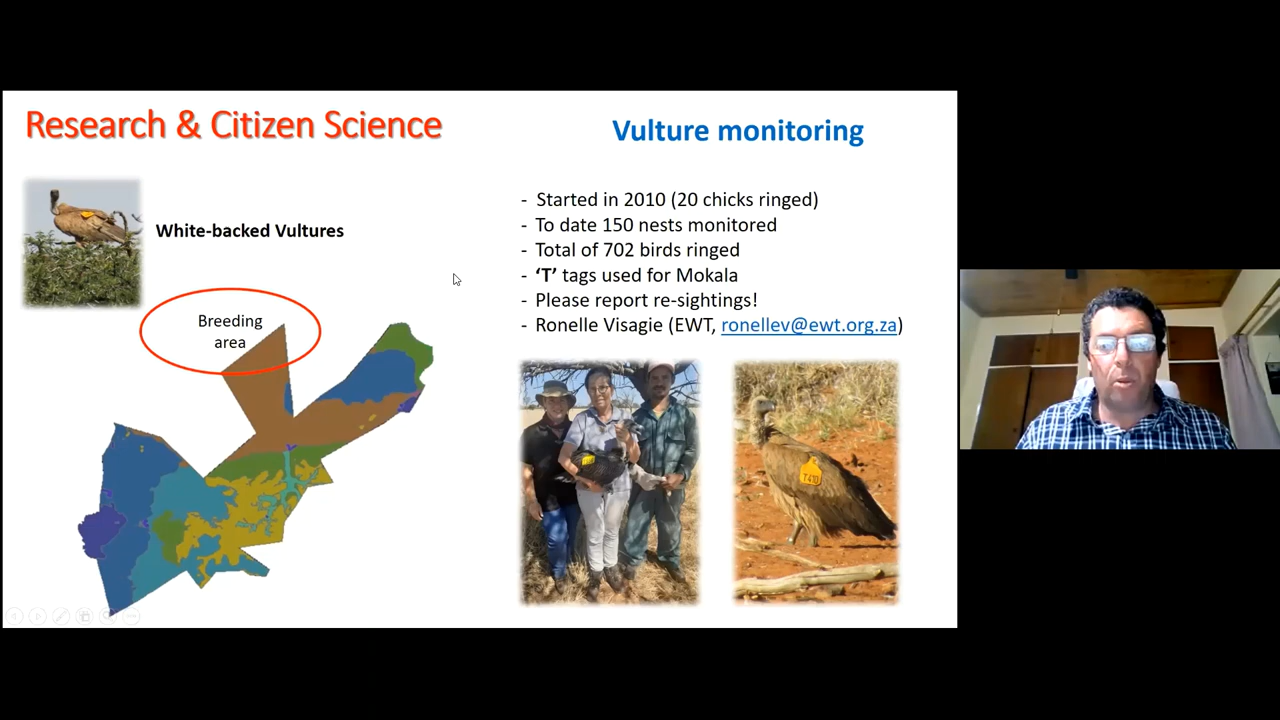 Research & Citizen Science
Vulture monitoring
White-backed Vultures
Breeding
area
- Started in 2010 (20 chicks ringed)
- To date 150 nests monitored
- Total of 702 birds ringed
- ‘T’ tags used for Mokala
- Please report re-sightings!
- Ronelle Visagie (EWT, ronellev@ewt.org.za)